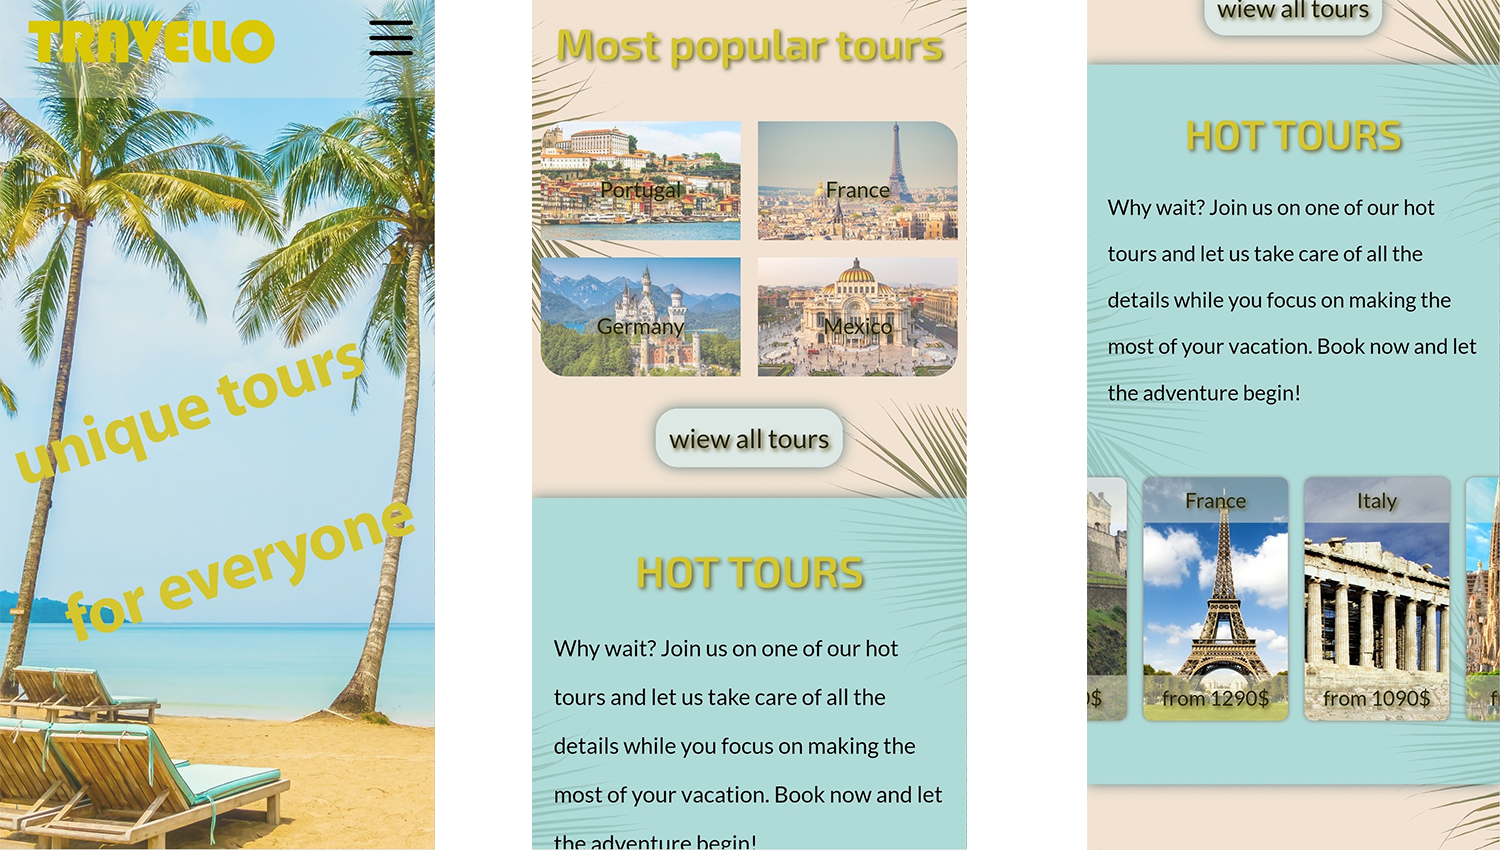 TRAVELLO
unique tours
for everyone
Most popular tours
Portugal
France
Germany
Mexico
wiew all tours
HOT TOURS
Why wait? Join us on one of our hot
tours and let us take care of all the
details while you focus on making the
most of your vacation. Book now and let
the adventure begin!
wiew all tours
HOT TOURS
Why wait? Join us on one of our hot
tours and let us take care of all the
details while you focus on making the
most of your vacation. Book now and let
the adventure begin!
France
Italy
from 1290$
from 1090$